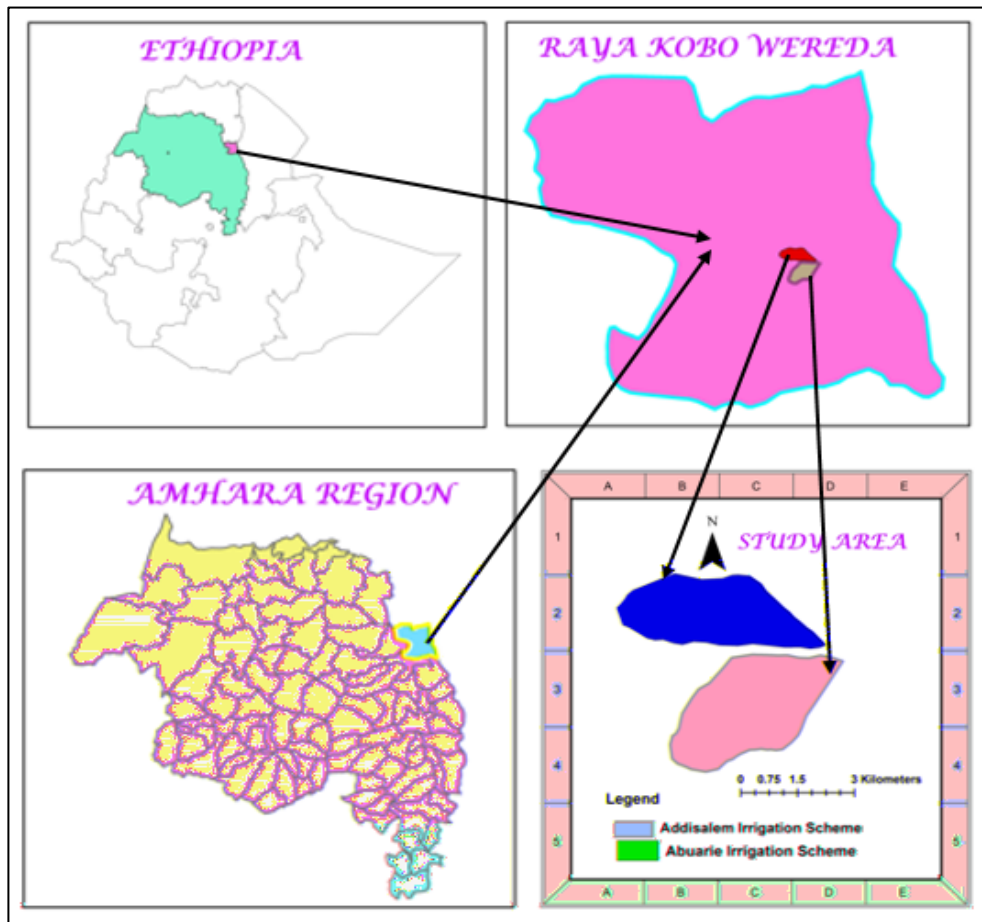 ETHIOPIA
RAYA KOBO WEREDA
AMHARA REGION
A B C D E
1 1
N
STUDY AREA
2 2
3 3
4 4
0 0.75 1.5 3 Kilometers
Legend
Addisalem Irrigation Scheme
5 5
Abuarie Irrigation Scheme
A B C D E